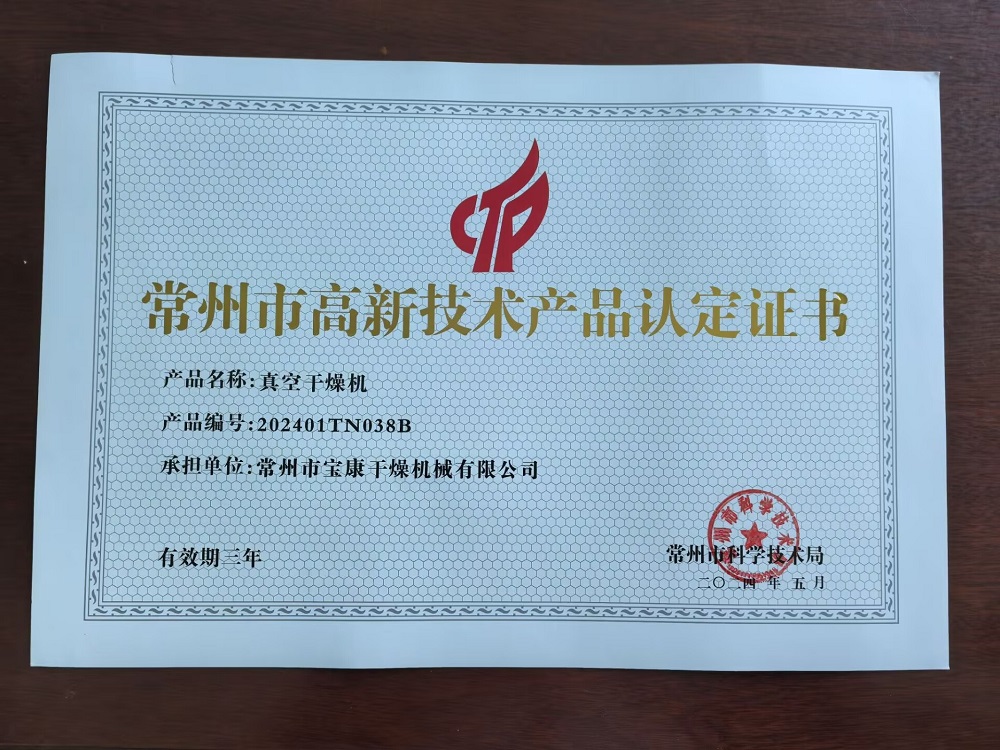 CTP
常州市高新技术产品认定证书
产品名称:真空干燥机
产品编号:202401TN038B
承担单位:常州市宝康干燥机械有限公司
有效期三年
常州市科学技术局
二〇二四 年 五 月